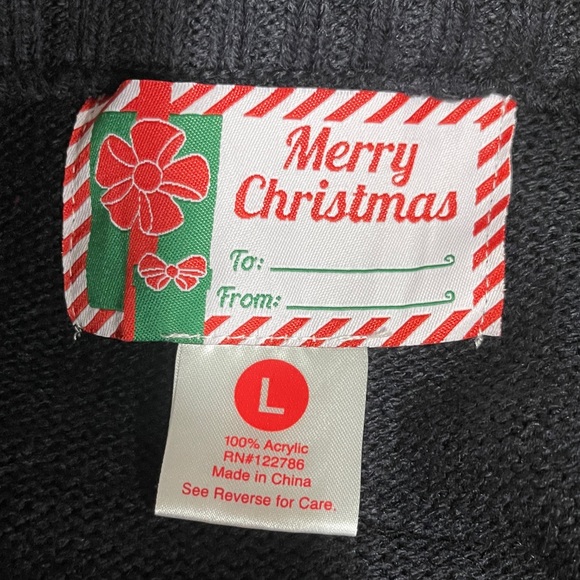 Merry
Christmas
To:
From:
L
100% Acrylic
RN#122786
Made in China
See Reverse for Care.